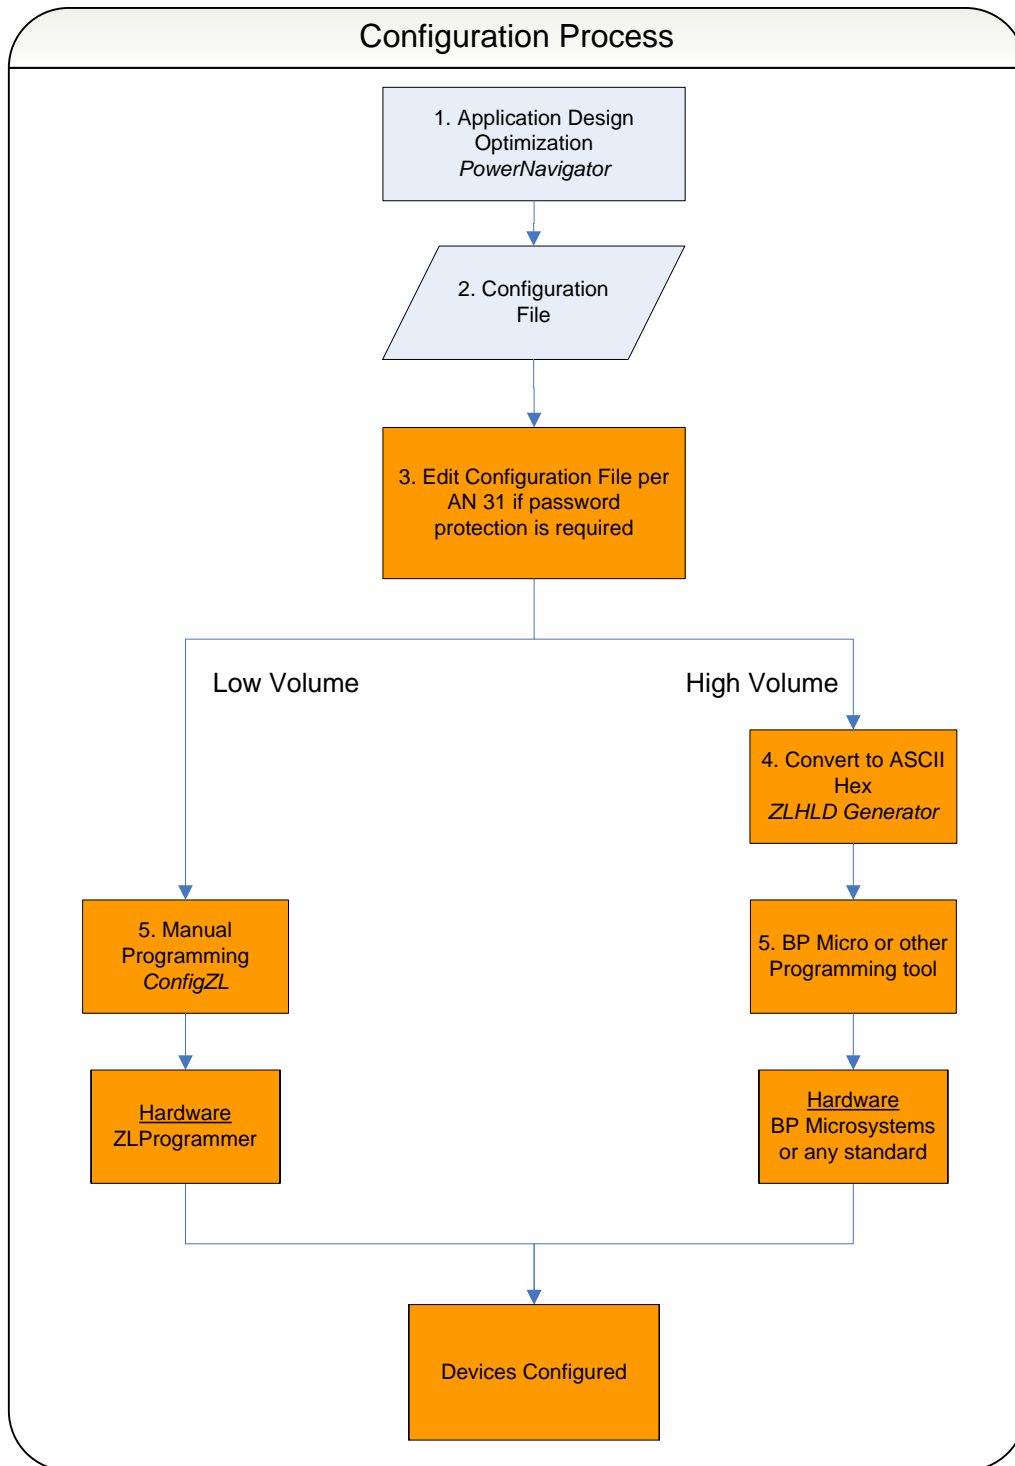 Configuration Process
1. Application Design
Optimization
PowerNavigator
2. Configuration
File
3. Edit Configuration File per
AN 31 if password
protection is required
Low Volume
High Volume
4. Convert to ASCII
Hex
ZLHLD Generator
5. Manual
Programming
ConfigZL
5. BP Micro or other
Programming tool
Hardware
ZLProgrammer
Hardware
BP Microsystems
or any standard
Devices Configured